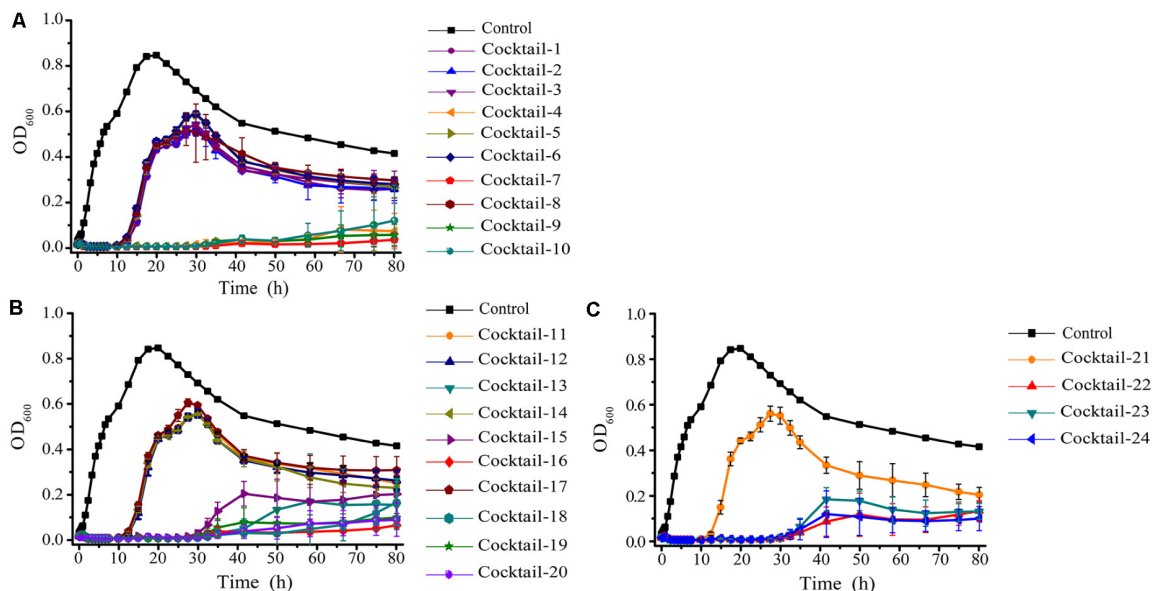 A
1.0
0.8
0.6
0.4
0.2
0.0
OD600
0 10 20 30 40 50 60 70 80
Time (h)
Control
Cocktail-1
Cocktail-2
Cocktail-3
Cocktail-4
Cocktail-5
Cocktail-6
Cocktail-7
Cocktail-8
Cocktail-9
Cocktail-10
B
1.0
0.8
0.6
0.4
0.2
0.0
OD600
0 10 20 30 40 50 60 70 80
Time (h)
Control
Cocktail-11
Cocktail-12
Cocktail-13
Cocktail-14
Cocktail-15
Cocktail-16
Cocktail-17
Cocktail-18
Cocktail-19
Cocktail-20
C
1.0
0.8
0.6
0.4
0.2
0.0
OD600
0 10 20 30 40 50 60 70 80
Time (h)
Control
Cocktail-21
Cocktail-22
Cocktail-23
Cocktail-24